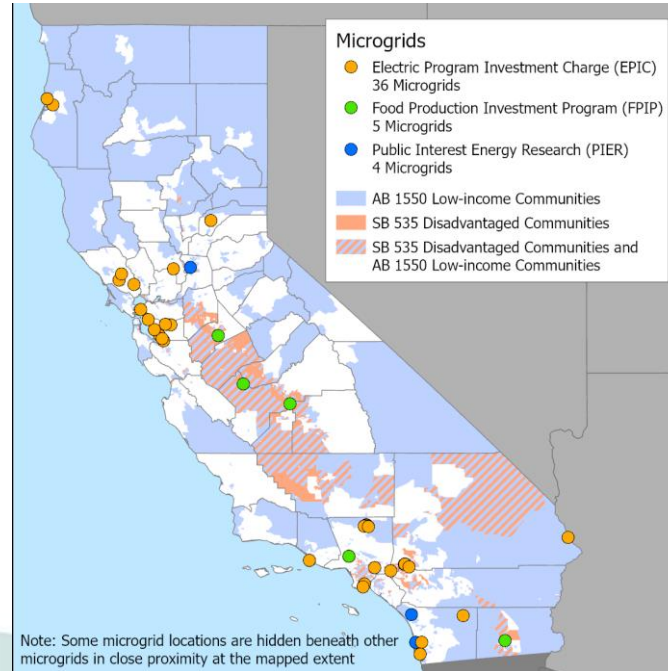 Microgrids
Electric Program Investment Charge (EPIC)
36 Microgrids
Food Production Investment Program (FPIP)
5 Microgrids
Public Interest Energy Research (PIER)
4 Microgrids
AB 1550 Low-income Communities
SB 535 Disadvantaged Communities
SB 535 Disadvantaged Communities and
AB 1550 Low-income Communities
Note: Some microgrid locations are hidden beneath other
microgrids in close proximity at the mapped extent